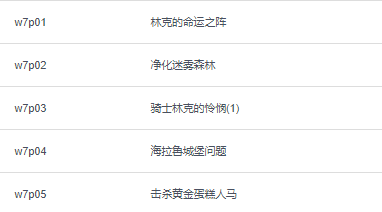 w7p01 林克的命运之阵
w7p02 净化迷雾森林
w7p03 骑士林克的怜悯(1)
w7p04 海拉鲁城堡问题
w7p05 击杀黄金蛋糕人马